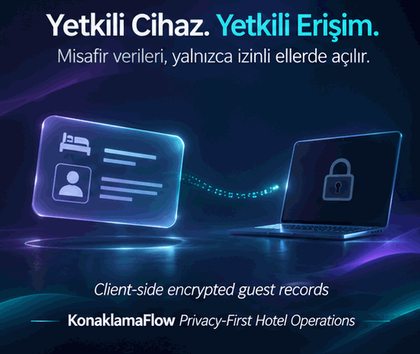 Yetkili Cihaz. Yetkili Erişim.
Misafir verileri, yalnızca izinli ellerde açılır.
Client-side encrypted guest records
KonaklamaFlow Privacy-First Hotel Operations